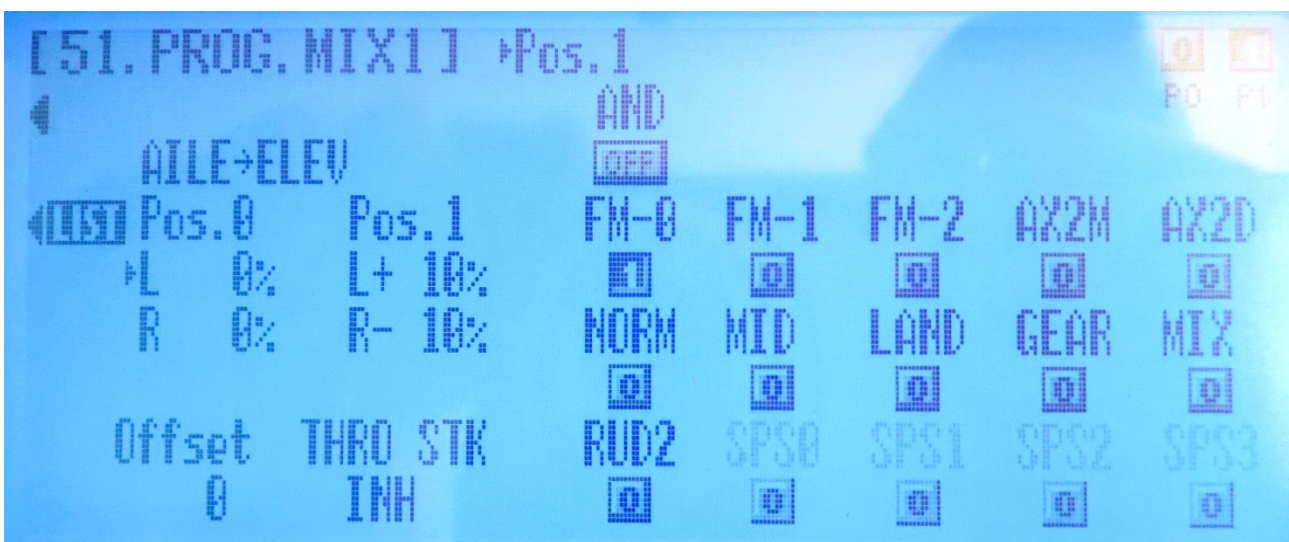 [51.PROG.MIX1] ▸Pos.1 0 1
P0 P1
AND
AILE→ELEV OFF
LIST Pos.0 Pos.1 FM-0 FM-1 FM-2 AX2M AX2D
▸L 0% L+ 10% 1 0 0 0 0
R 0% R- 10% NORM MID LAND GEAR MIX
0 0 0 0 0
Offset THRO STK RUD2 SPS0 SPS1 SPS2 SPS3
0 INH 0 0 0 0 0